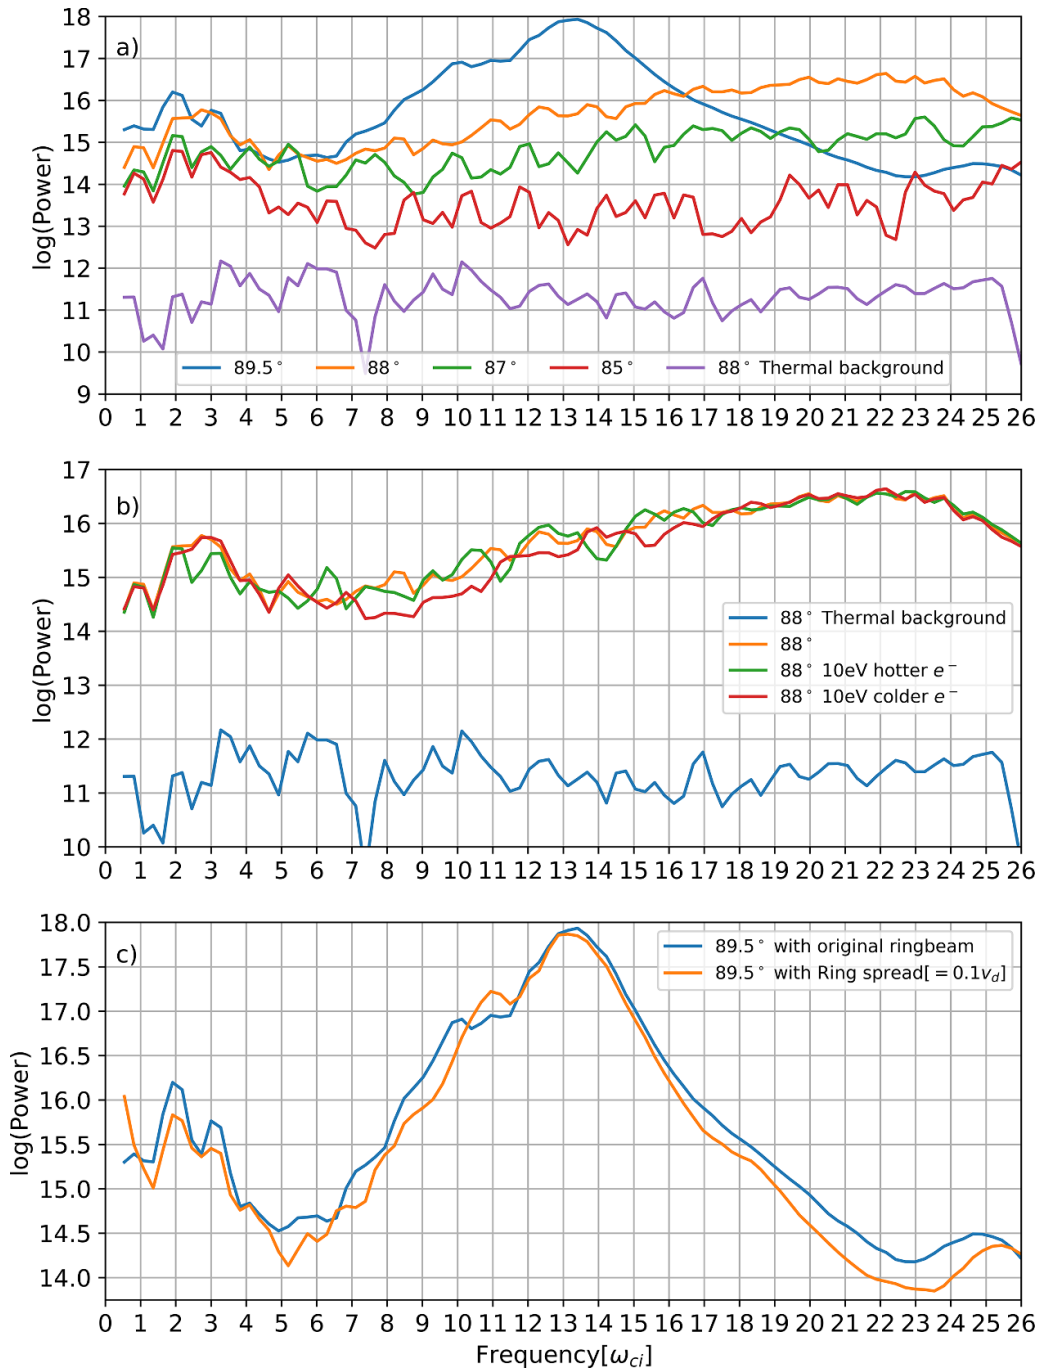 a)
log(Power)
18
17
16
15
14
13
12
11
10
9
89.5° 88° 87° 85° 88° Thermal background
0 1 2 3 4 5 6 7 8 9 10 11 12 13 14 15 16 17 18 19 20 21 22 23 24 25 26
b)
log(Power)
17
16
15
14
13
12
11
10
88° Thermal background
88°
88° 10eV hotter e⁻
88° 10eV colder e⁻
0 1 2 3 4 5 6 7 8 9 10 11 12 13 14 15 16 17 18 19 20 21 22 23 24 25 26
c)
log(Power)
18.0
17.5
17.0
16.5
16.0
15.5
15.0
14.5
14.0
89.5° with original ringbeam
89.5° with Ring spread[ = 0.1v_d]
0 1 2 3 4 5 6 7 8 9 10 11 12 13 14 15 16 17 18 19 20 21 22 23 24 25 26
Frequency[ω_ci]